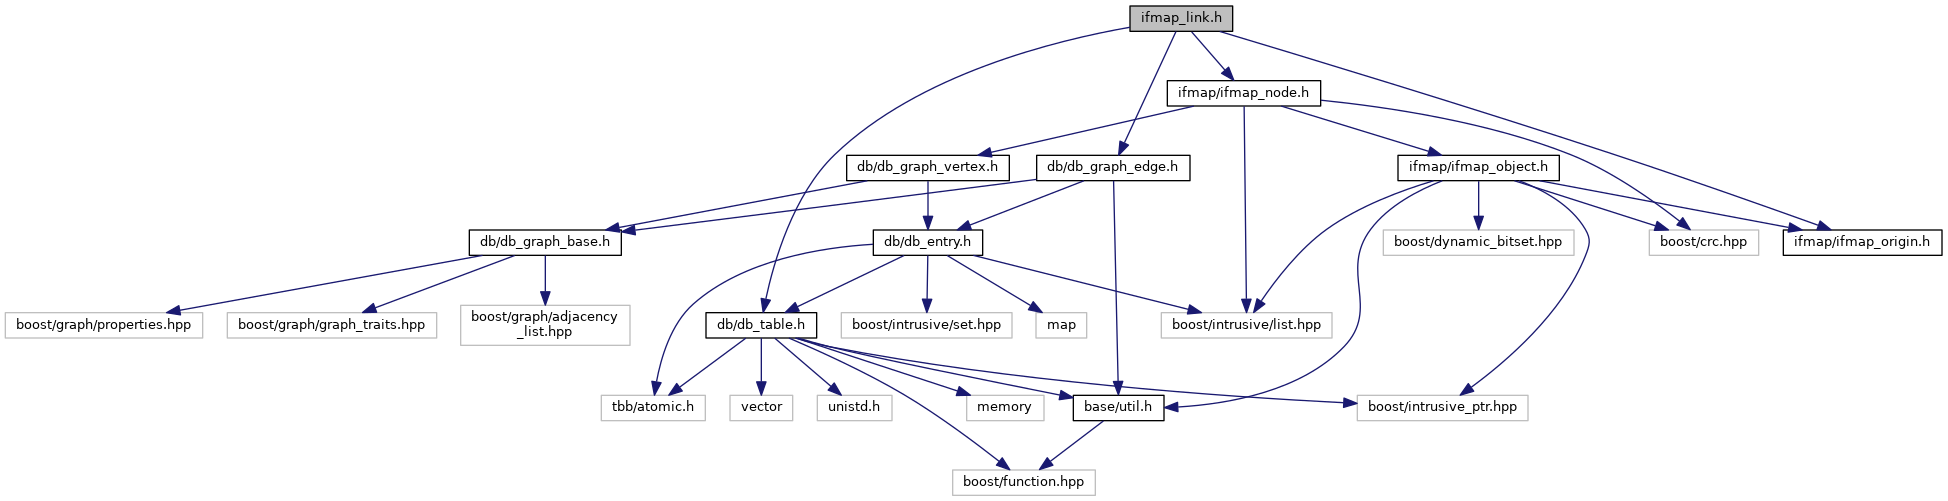 ifmap_link.h
ifmap/ifmap_node.h
db/db_graph_vertex.h
db/db_graph_edge.h
ifmap/ifmap_object.h
db/db_graph_base.h
db/db_entry.h
boost/dynamic_bitset.hpp
boost/crc.hpp
ifmap/ifmap_origin.h
boost/graph/properties.hpp
boost/graph/graph_traits.hpp
boost/graph/adjacency
_list.hpp
db/db_table.h
boost/intrusive/set.hpp
map
boost/intrusive/list.hpp
tbb/atomic.h
vector
unistd.h
memory
base/util.h
boost/intrusive_ptr.hpp
boost/function.hpp